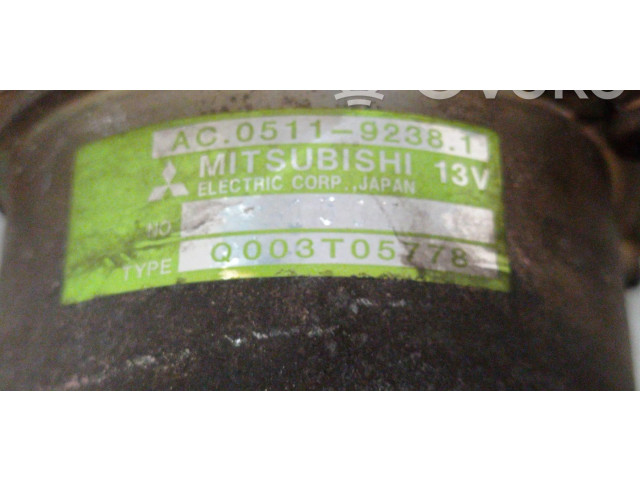 AC.0511-9238.1
MITSUBISHI 13V
ELECTRIC CORP., JAPAN
NO
TYPE Q003T05778